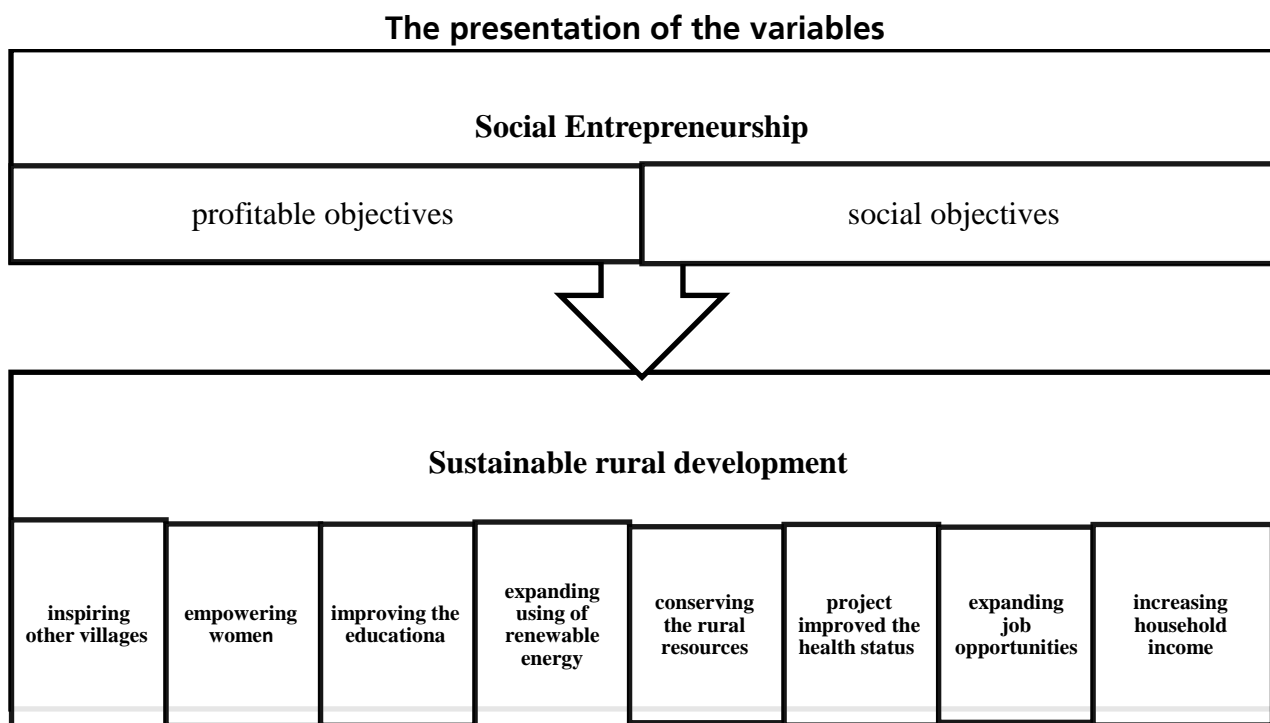 The presentation of the variables
Social Entrepreneurship
profitable objectives
social objectives
Sustainable rural development
inspiring
other villages
empowering
women
improving the
educationa
expanding
using of
renewable
energy
conserving
the rural
resources
project
improved the
health status
expanding
job
opportunities
increasing
household
income